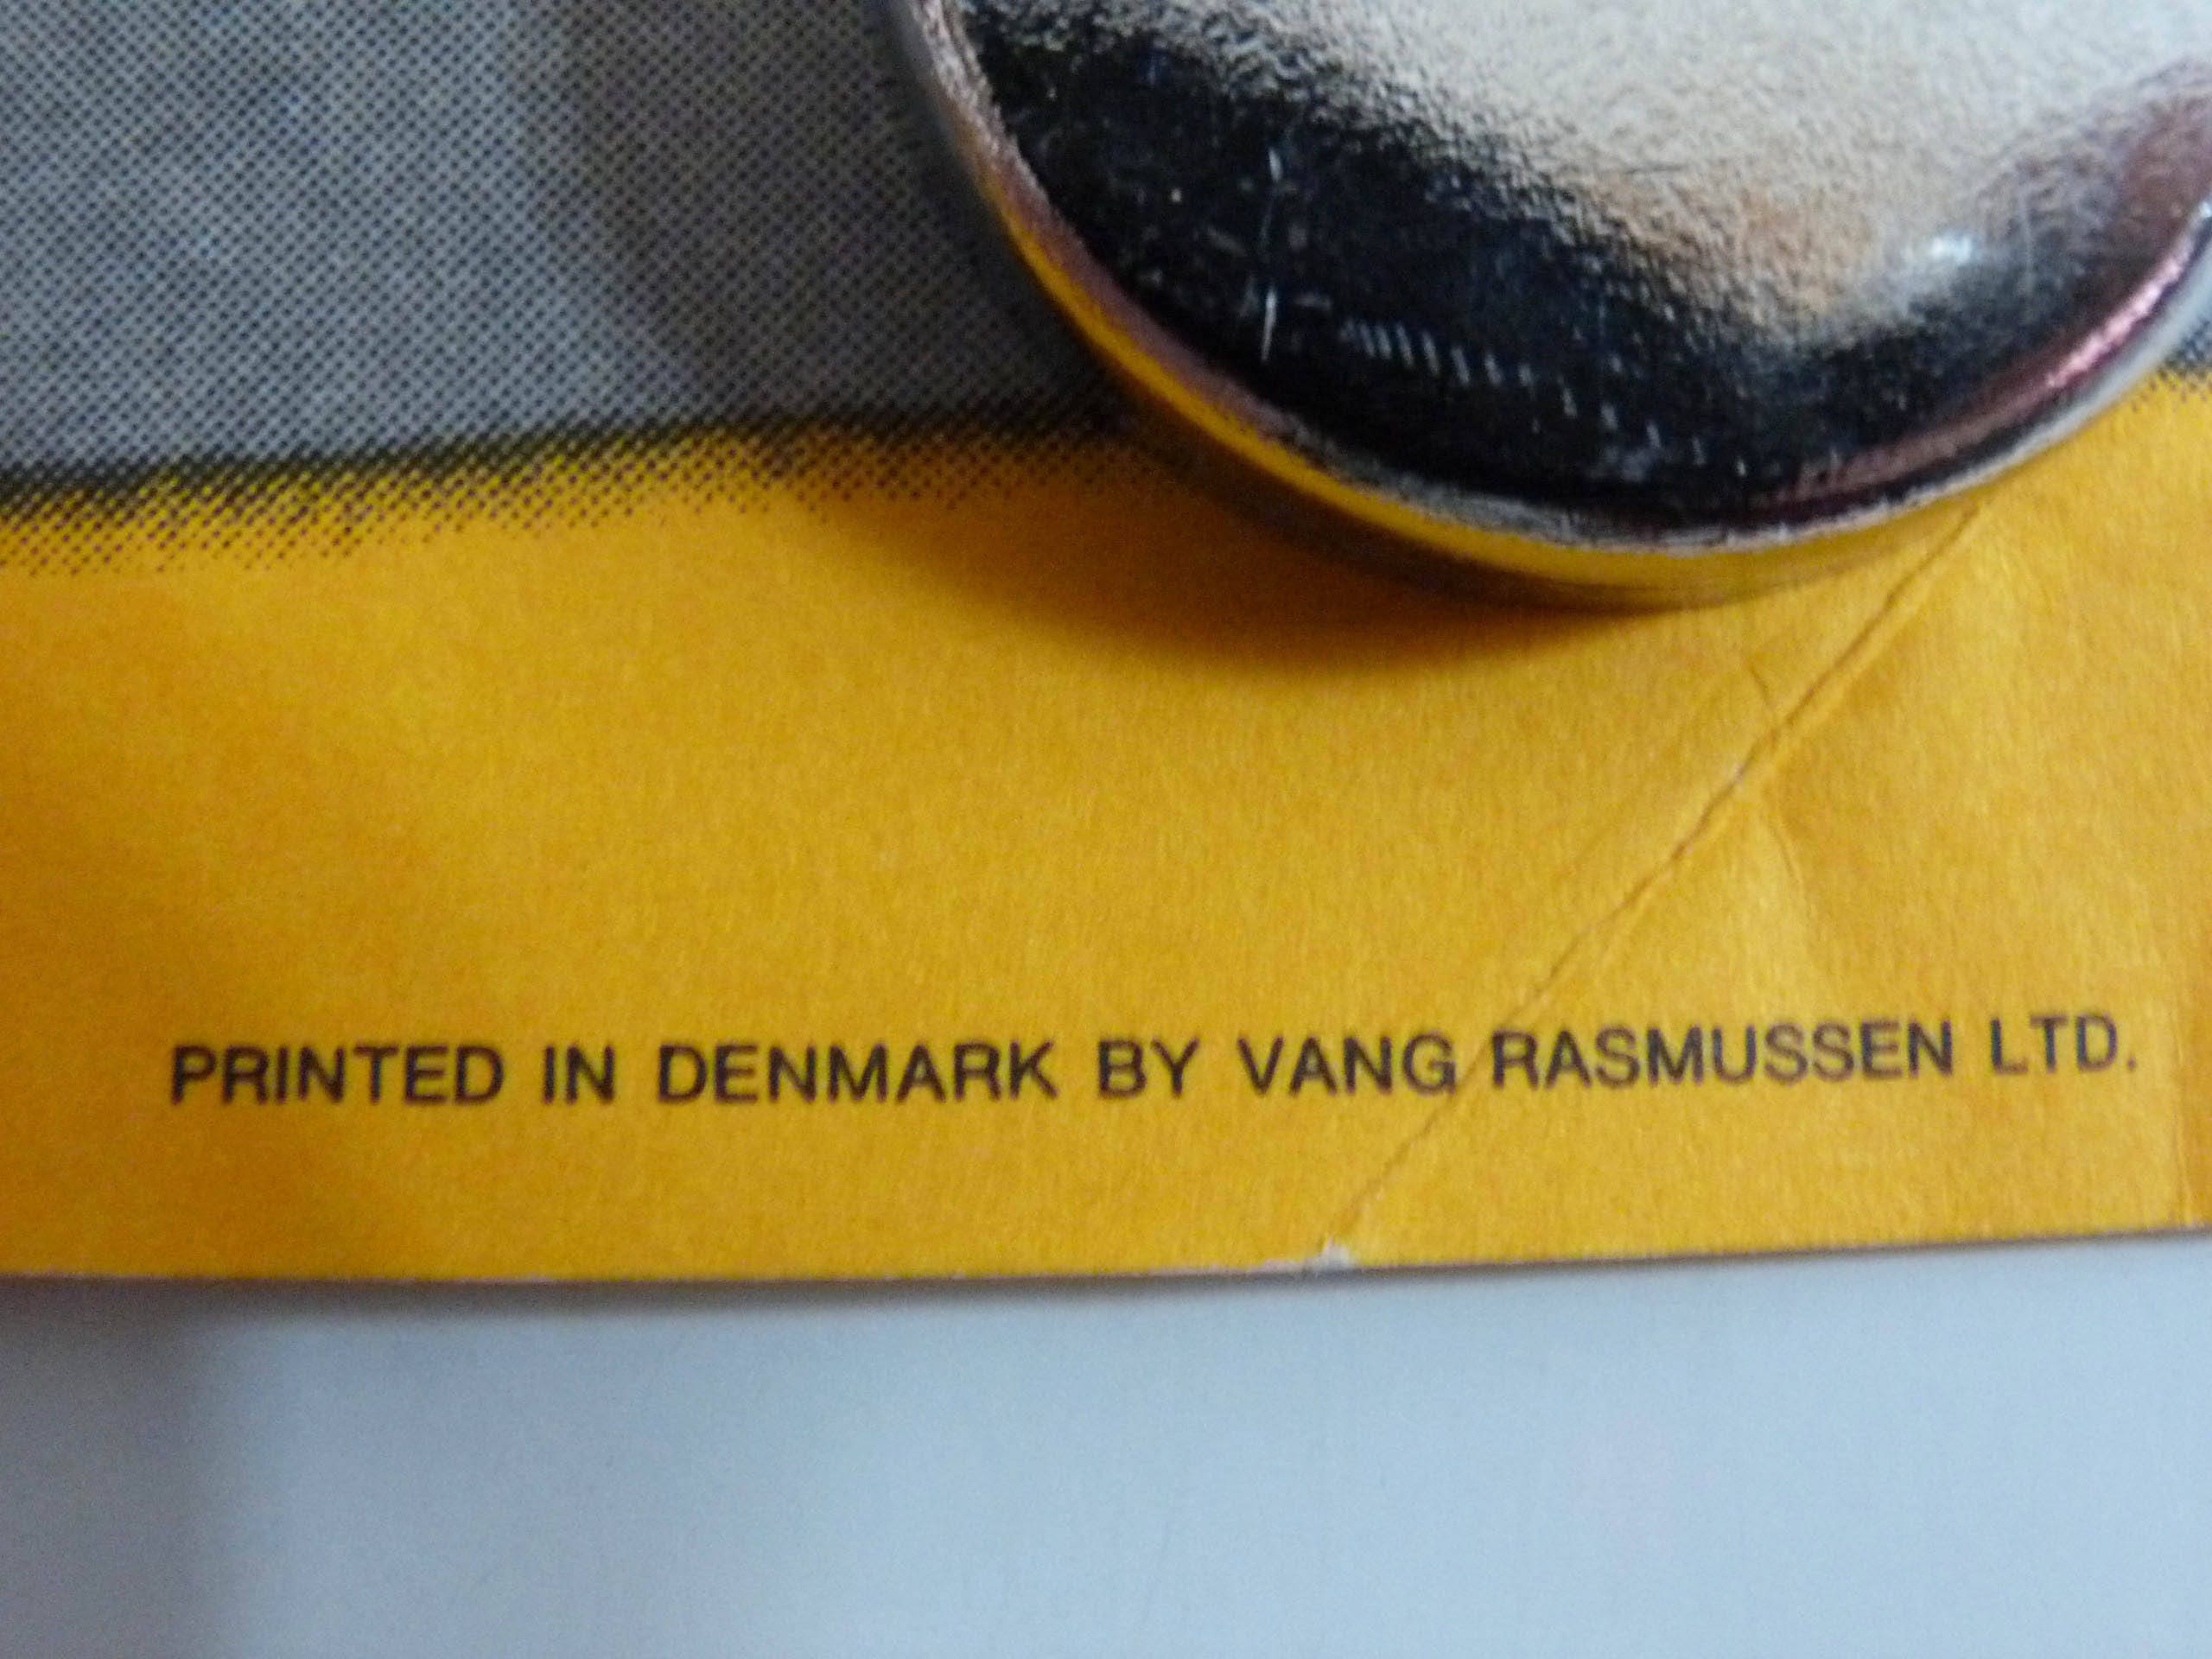 PRINTED IN DENMARK BY VANG RASMUSSEN LTD.